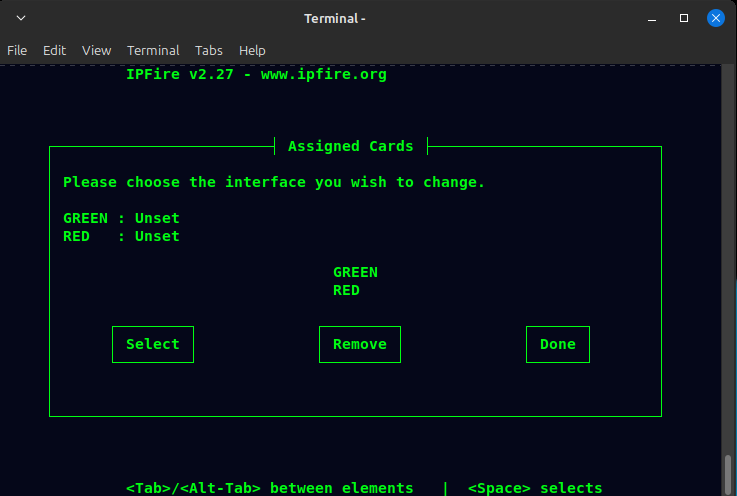 Terminal -
File Edit View Terminal Tabs Help
IPFire v2.27 - www.ipfire.org
Assigned Cards
Please choose the interface you wish to change.
GREEN : Unset
RED : Unset
GREEN
RED
Select Remove Done
<Tab>/<Alt-Tab> between elements | <Space> selects